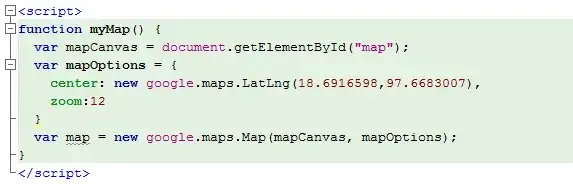 <script>
function myMap() {
  var mapCanvas = document.getElementById("map");
  var mapOptions = {
    center: new google.maps.LatLng(18.6916598,97.6683007),
    zoom:12
  }
  var map = new google.maps.Map(mapCanvas, mapOptions);
}
</script>